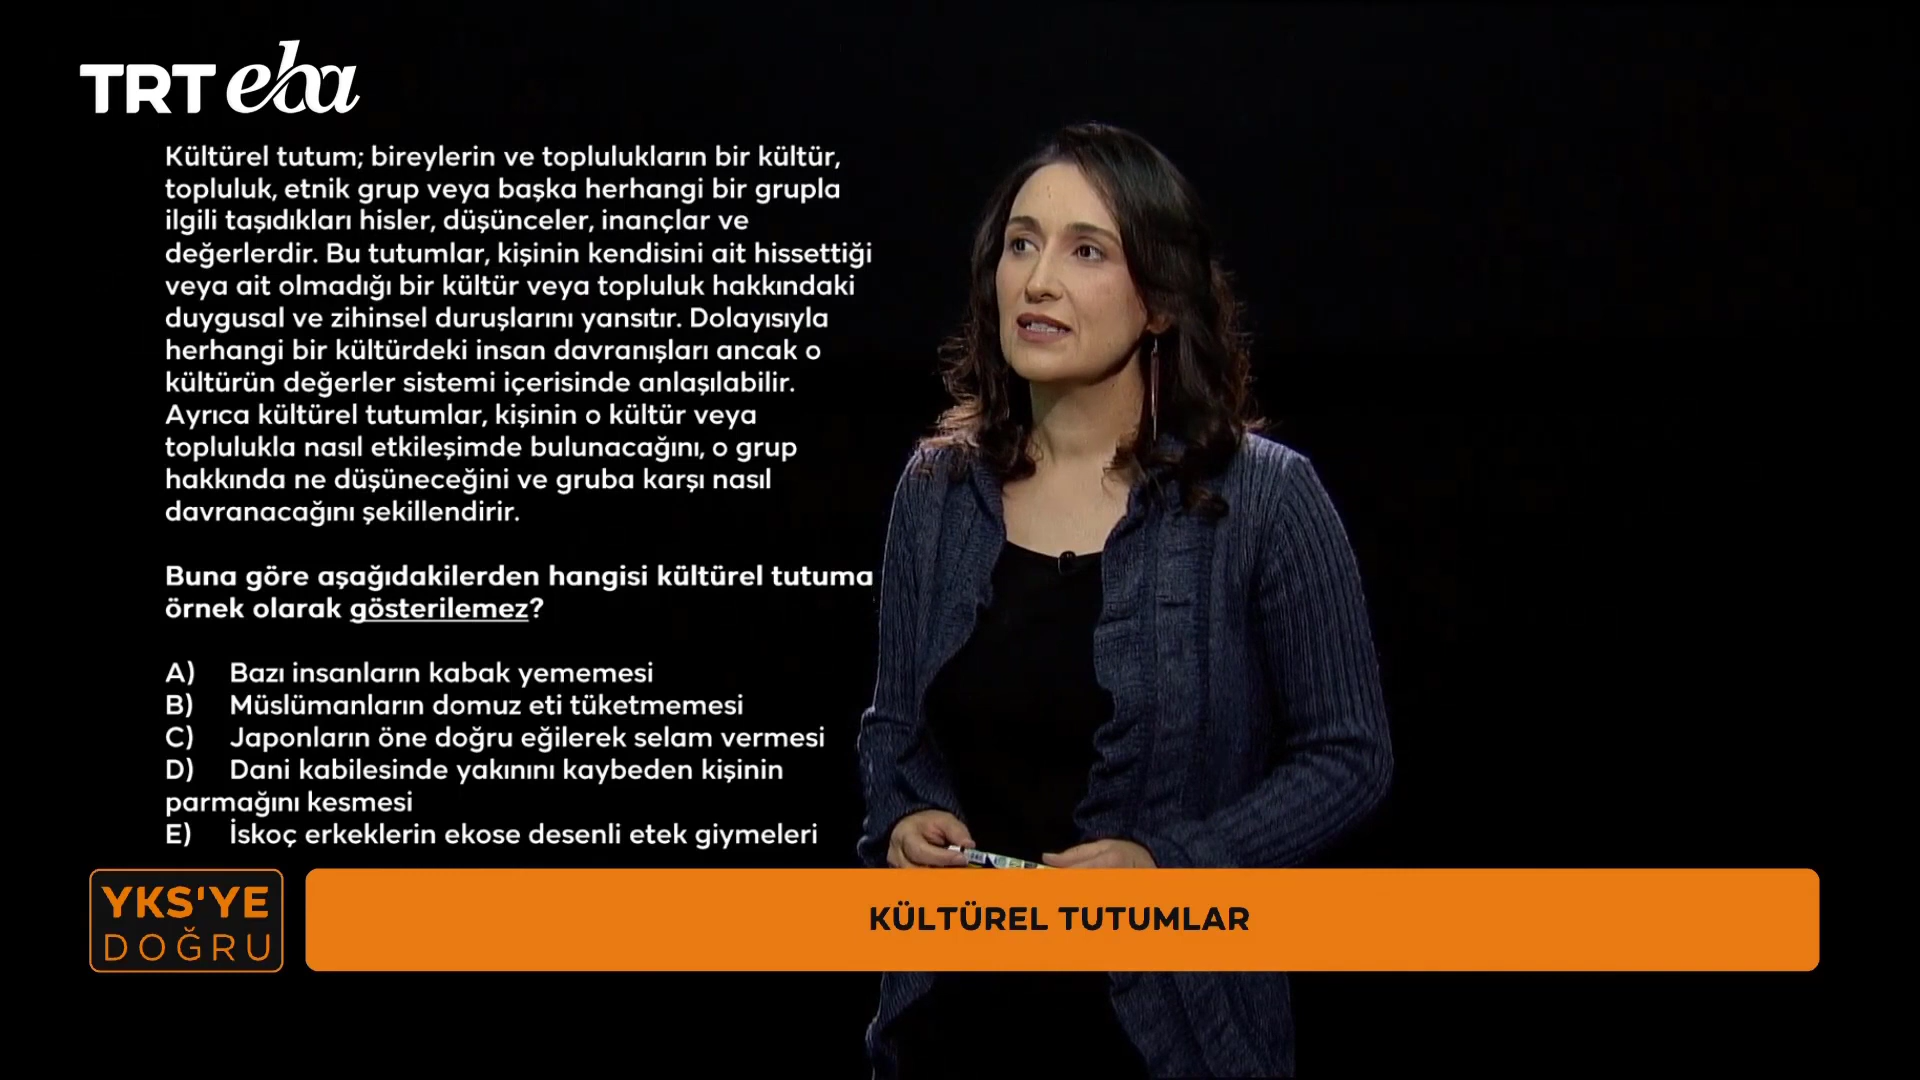 TRT eba
Kültürel tutum; bireylerin ve toplulukların bir kültür,
topluluk, etnik grup veya başka herhangi bir grupla
ilgili taşıdıkları hisler, düşünceler, inançlar ve
değerlerdir. Bu tutumlar, kişinin kendisini ait hissettiği
veya ait olmadığı bir kültür veya topluluk hakkındaki
duygusal ve zihinsel duruşlarını yansıtır. Dolayısıyla
herhangi bir kültürdeki insan davranışları ancak o
kültürün değerler sistemi içerisinde anlaşılabilir.
Ayrıca kültürel tutumlar, kişinin o kültür veya
toplulukla nasıl etkileşimde bulunacağını, o grup
hakkında ne düşüneceğini ve gruba karşı nasıl
davranacağını şekillendirir.
Buna göre aşağıdakilerden hangisi kültürel tutuma
örnek olarak gösterilemez?
A) Bazı insanların kabak yememesi
B) Müslümanların domuz eti tüketmemesi
C) Japonların öne doğru eğilerek selam vermesi
D) Dani kabilesinde yakınını kaybeden kişinin
parmağını kesmesi
E) İskoç erkeklerin ekose desenli etek giymeleri
YKS'YE
DOĞRU
KÜLTÜREL TUTUMLAR